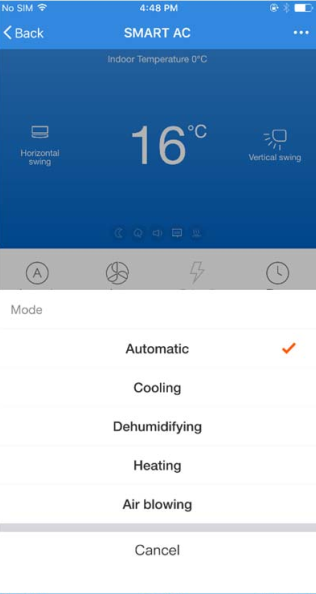 No SIM 4:48 PM
Back SMART AC
Indoor Temperature 0°C
16°C
Horizontal swing
Vertical swing
A
Mode
Automatic
Cooling
Dehumidifying
Heating
Air blowing
Cancel